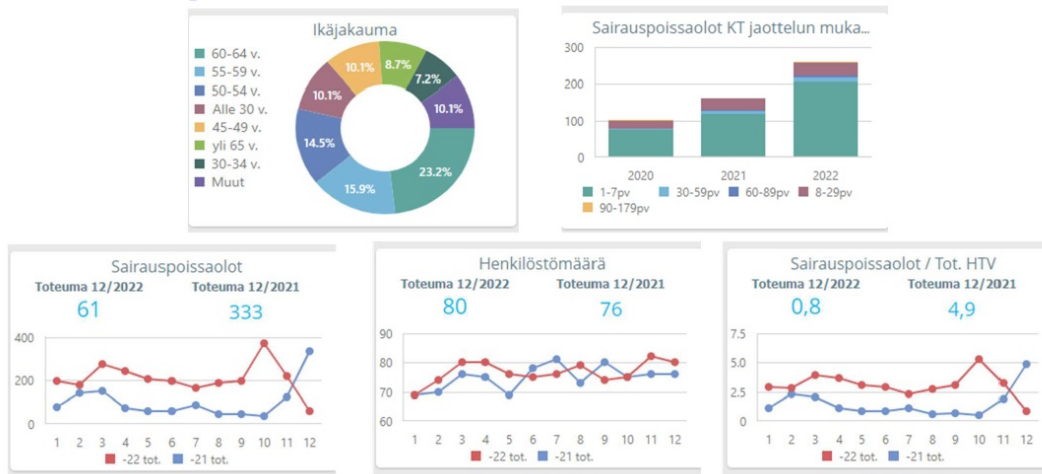 Ikäjakauma
60-64 v.
55-59 v.
50-54 v.
Alle 30 v.
45-49 v.
yli 65 v.
30-34 v.
Muut
10.1%
8.7%
7.2%
10.1%
10.1%
14.5%
15.9%
23.2%
Sairauspoissaolot KT jaottelun muka...
300
200
100
0
2020 2021 2022
1-7pv 30-59pv 60-89pv 8-29pv
90-179pv
Sairauspoissaolot
Toteuma 12/2022 Toteuma 12/2021
61 333
400
200
0
1 2 3 4 5 6 7 8 9 10 11 12
-22 tot. -21 tot.
Henkilöstömäärä
Toteuma 12/2022 Toteuma 12/2021
80 76
90
80
70
60
1 2 3 4 5 6 7 8 9 10 11 12
-22 tot. -21 tot.
Sairauspoissaolot / Tot. HTV
Toteuma 12/2022 Toteuma 12/2021
0,8 4,9
7.5
5.0
2.5
0
1 2 3 4 5 6 7 8 9 10 11 12
-22 tot. -21 tot.